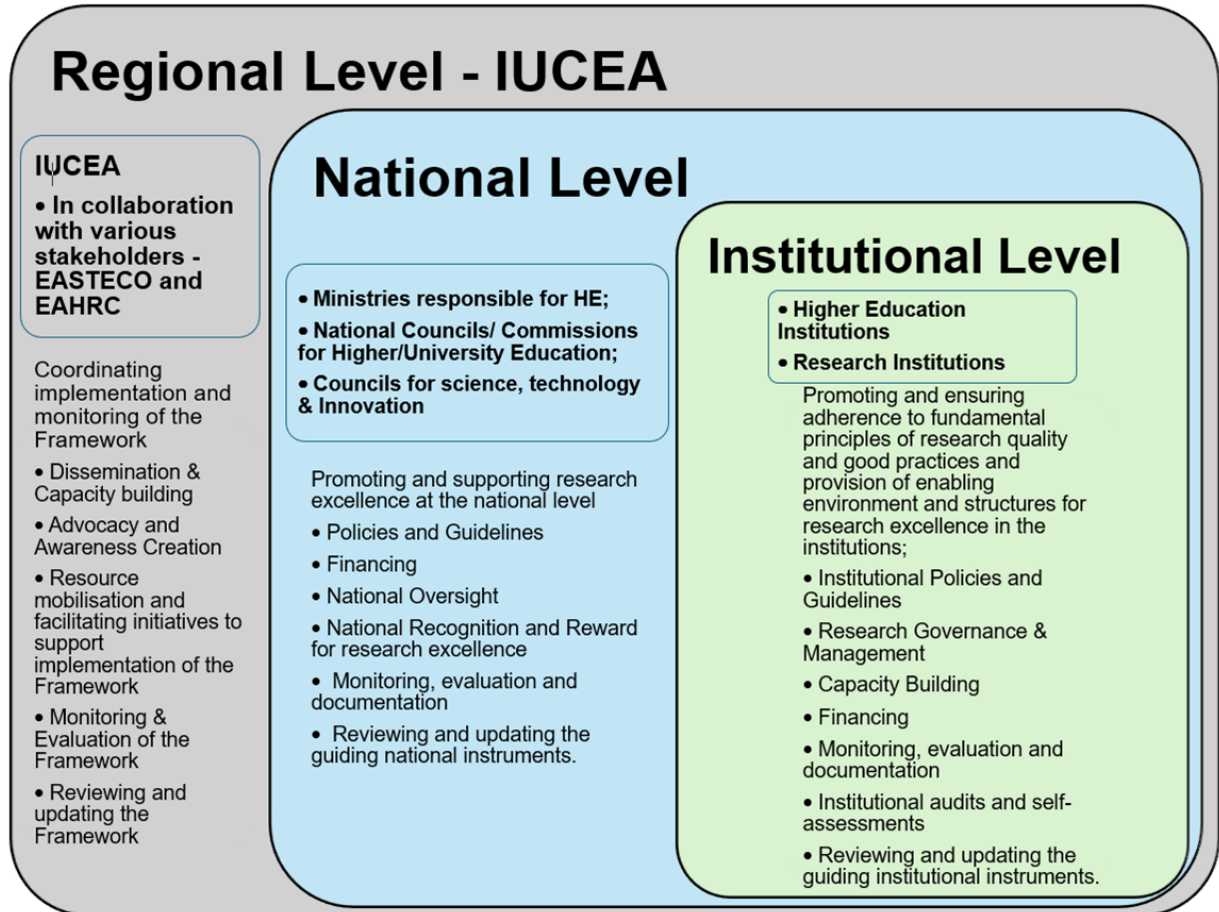 Regional Level - IUCEA
IUCEA
• In collaboration
with various
stakeholders -
EASTECO and
EAHRC
Coordinating
implementation and
monitoring of the
Framework
• Dissemination &
Capacity building
• Advocacy and
Awareness Creation
• Resource
mobilisation and
facilitating initiatives to
support
implementation of the
Framework
• Monitoring &
Evaluation of the
Framework
• Reviewing and
updating the
Framework
National Level
• Ministries responsible for HE;
• National Councils/ Commissions
for Higher/University Education;
• Councils for science, technology
& Innovation
Promoting and supporting research
excellence at the national level
• Policies and Guidelines
• Financing
• National Oversight
• National Recognition and Reward
for research excellence
• Monitoring, evaluation and
documentation
• Reviewing and updating the
guiding national instruments.
Institutional Level
• Higher Education
Institutions
• Research Institutions
Promoting and ensuring
adherence to fundamental
principles of research quality
and good practices and
provision of enabling
environment and structures for
research excellence in the
institutions;
• Institutional Policies and
Guidelines
• Research Governance &
Management
• Capacity Building
• Financing
• Monitoring, evaluation and
documentation
• Institutional audits and self-
assessments
• Reviewing and updating the
guiding institutional instruments.